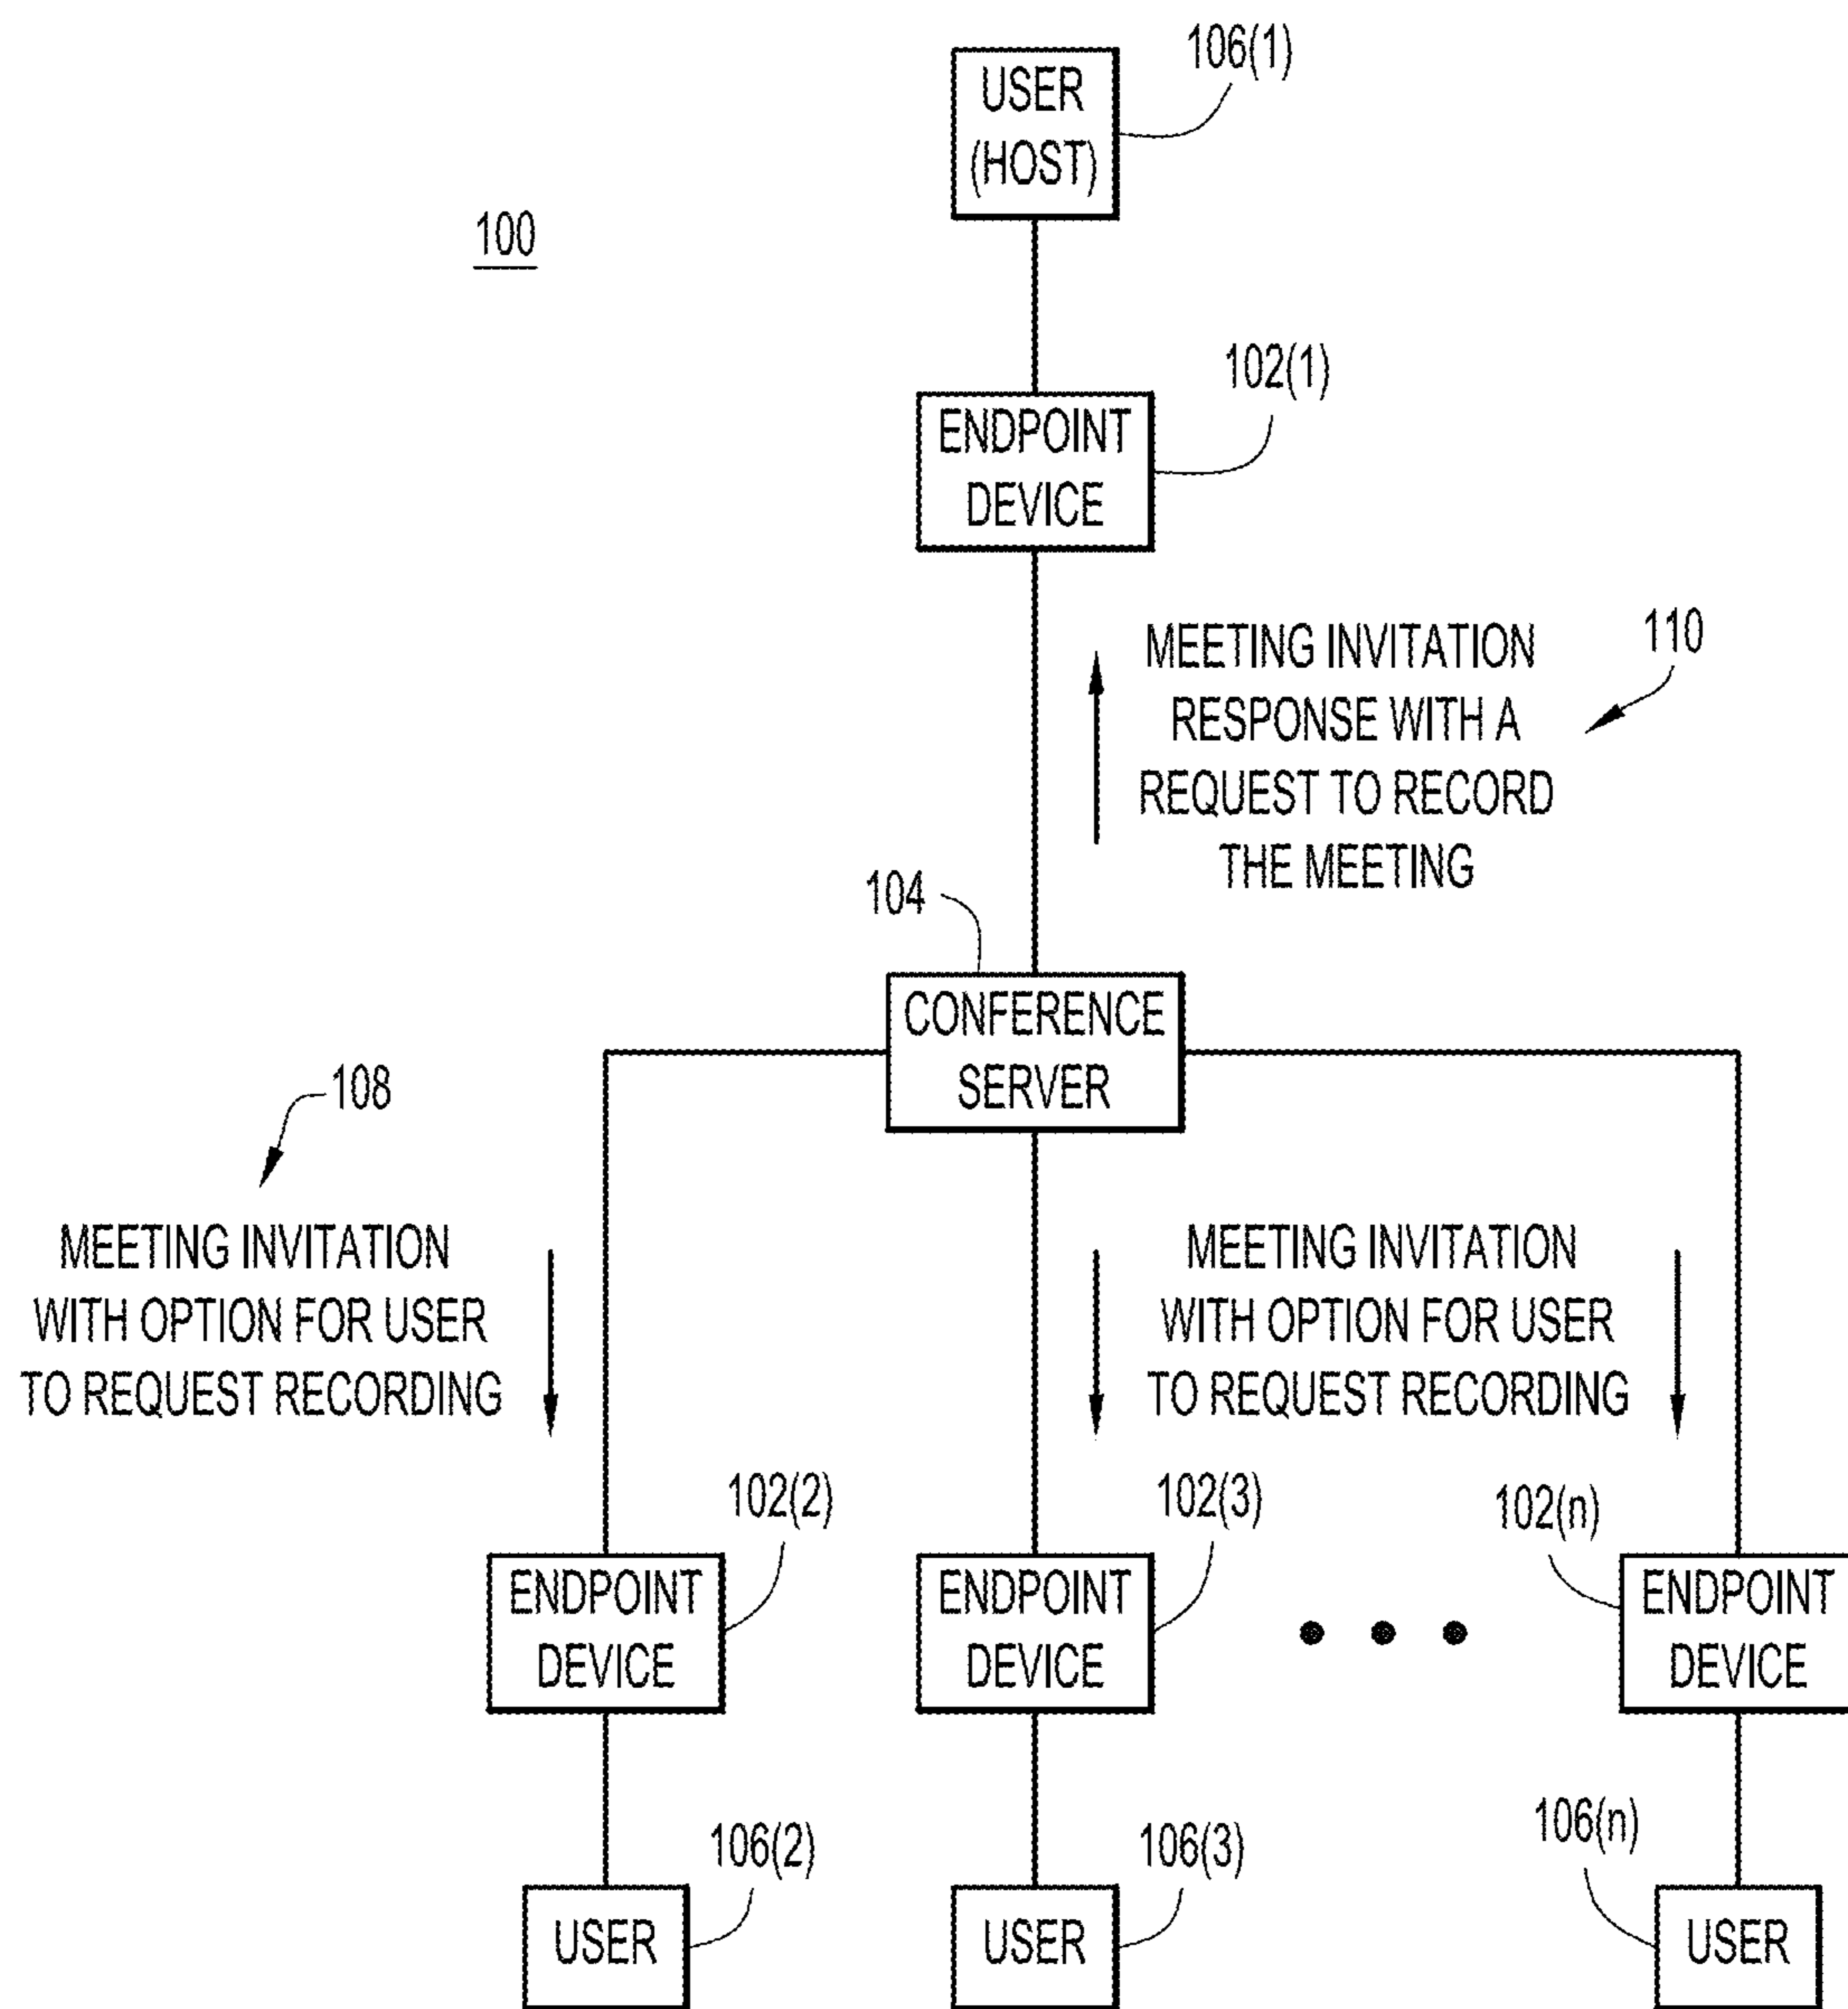 106(1)
USER
(HOST)
100
102(1)
ENDPOINT
DEVICE
MEETING INVITATION
RESPONSE WITH A
REQUEST TO RECORD
THE MEETING
110
104
CONFERENCE
SERVER
108
MEETING INVITATION
WITH OPTION FOR USER
TO REQUEST RECORDING
MEETING INVITATION
WITH OPTION FOR USER
TO REQUEST RECORDING
102(2)
ENDPOINT
DEVICE
102(3)
ENDPOINT
DEVICE
102(n)
ENDPOINT
DEVICE
106(2)
USER
106(3)
USER
106(n)
USER